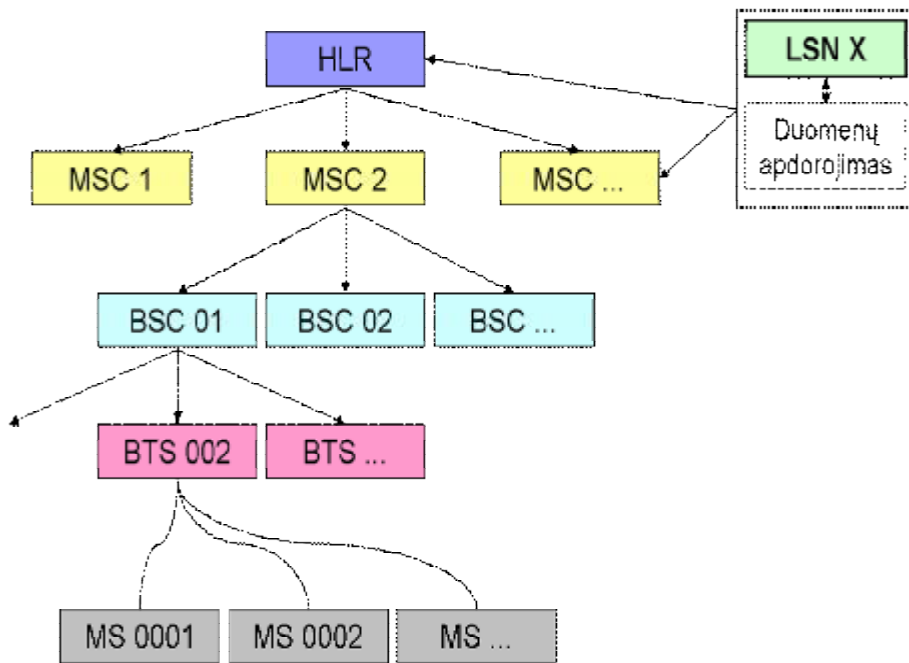 HLR
LSN X
Duomenų
apdorojimas
MSC 1
MSC 2
MSC ...
BSC 01
BSC 02
BSC ...
BTS 002
BTS ...
MS 0001
MS 0002
MS ...